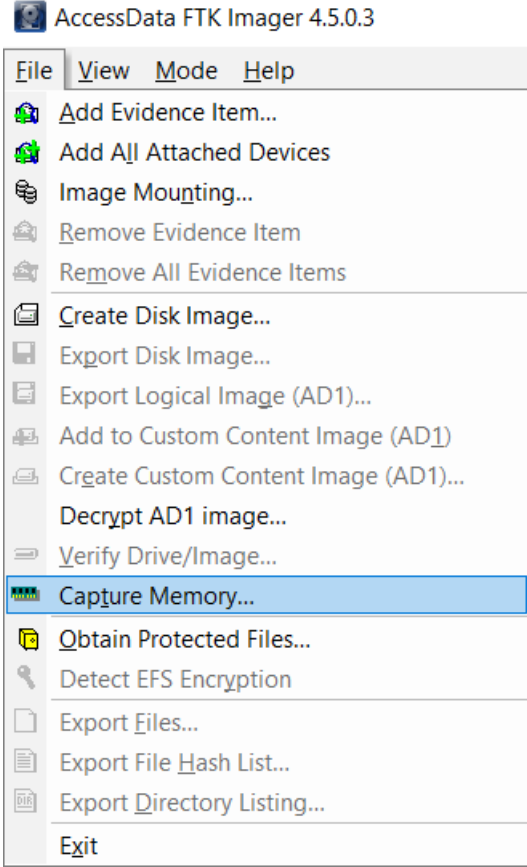 AccessData FTK Imager 4.5.0.3
File View Mode Help
Add Evidence Item...
Add All Attached Devices
Image Mounting...
Remove Evidence Item
Remove All Evidence Items
Create Disk Image...
Export Disk Image...
Export Logical Image (AD1)...
Add to Custom Content Image (AD1)
Create Custom Content Image (AD1)...
Decrypt AD1 image...
Verify Drive/Image...
Capture Memory...
Obtain Protected Files...
Detect EFS Encryption
Export Files...
Export File Hash List...
DIR Export Directory Listing...
Exit